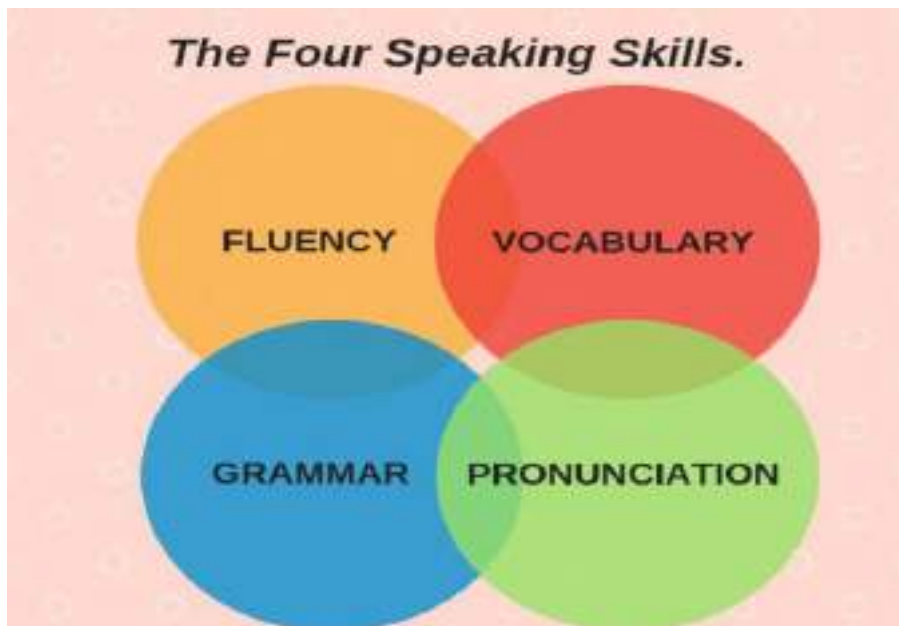 The Four Speaking Skills.
FLUENCY
VOCABULARY
GRAMMAR
PRONUNCIATION